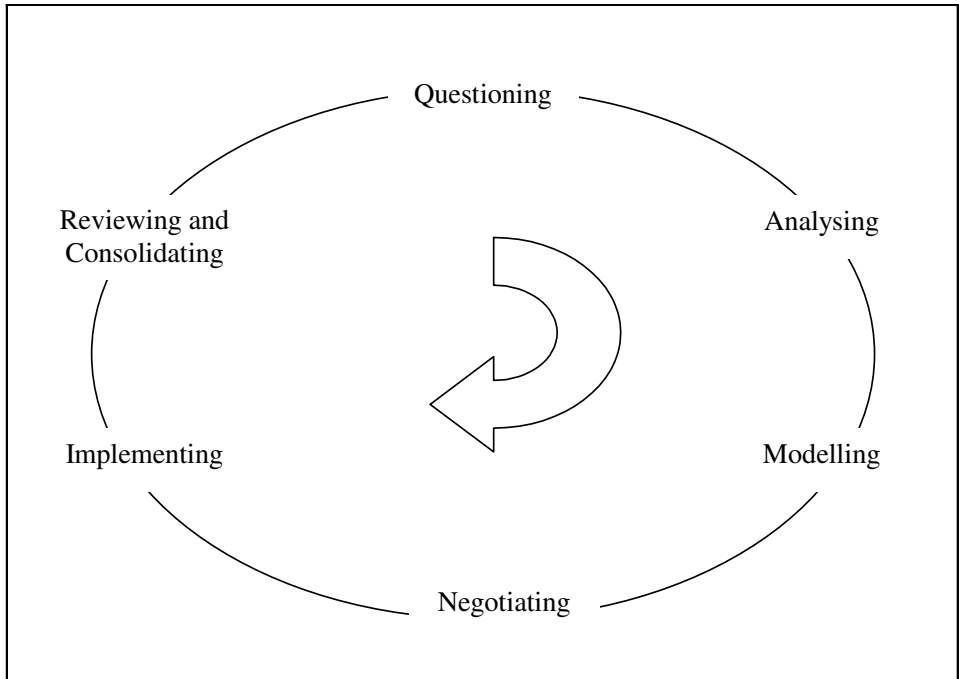 Questioning
Reviewing and
Consolidating
Analysing
Implementing
Modelling
Negotiating